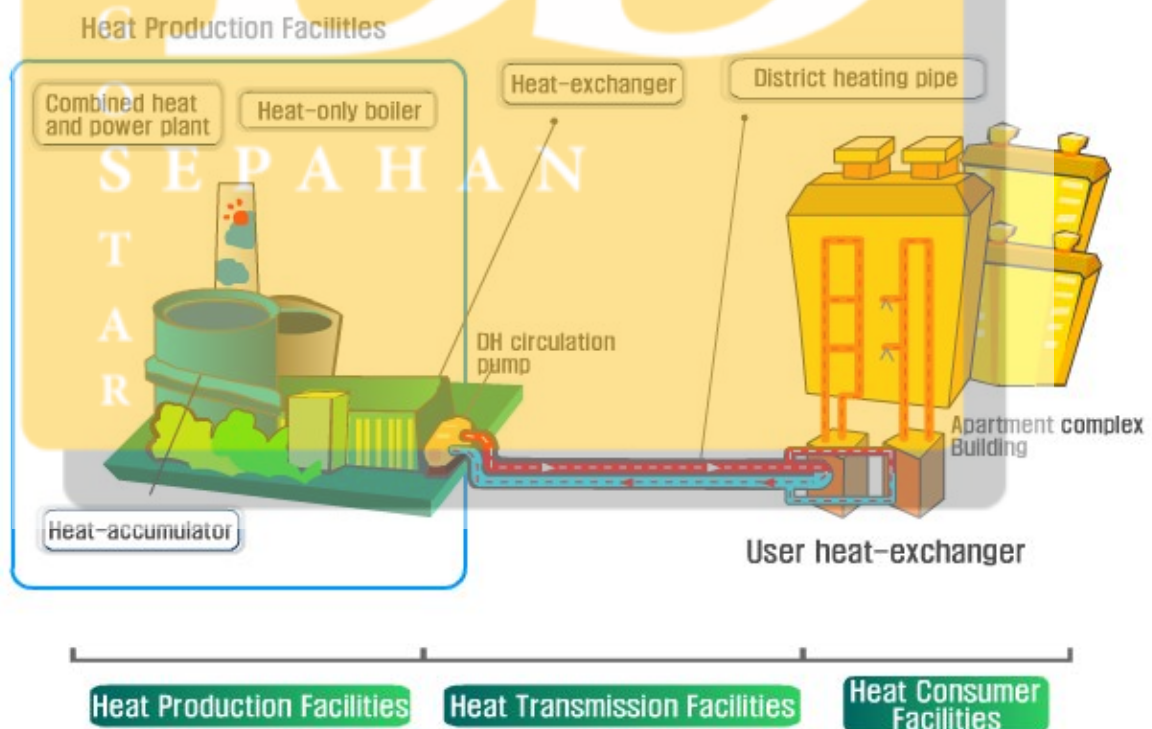 Heat Production Facilities
Combined heat
and power plant
Heat-only boiler
Heat-exchanger
District heating pipe
SEPAHAN
G
O
S
T
A
R
DH circulation
pump
Apartment complex
Building
Heat-accumulator
User heat-exchanger
Heat Production Facilities
Heat Transmission Facilities
Heat Consumer
Facilities